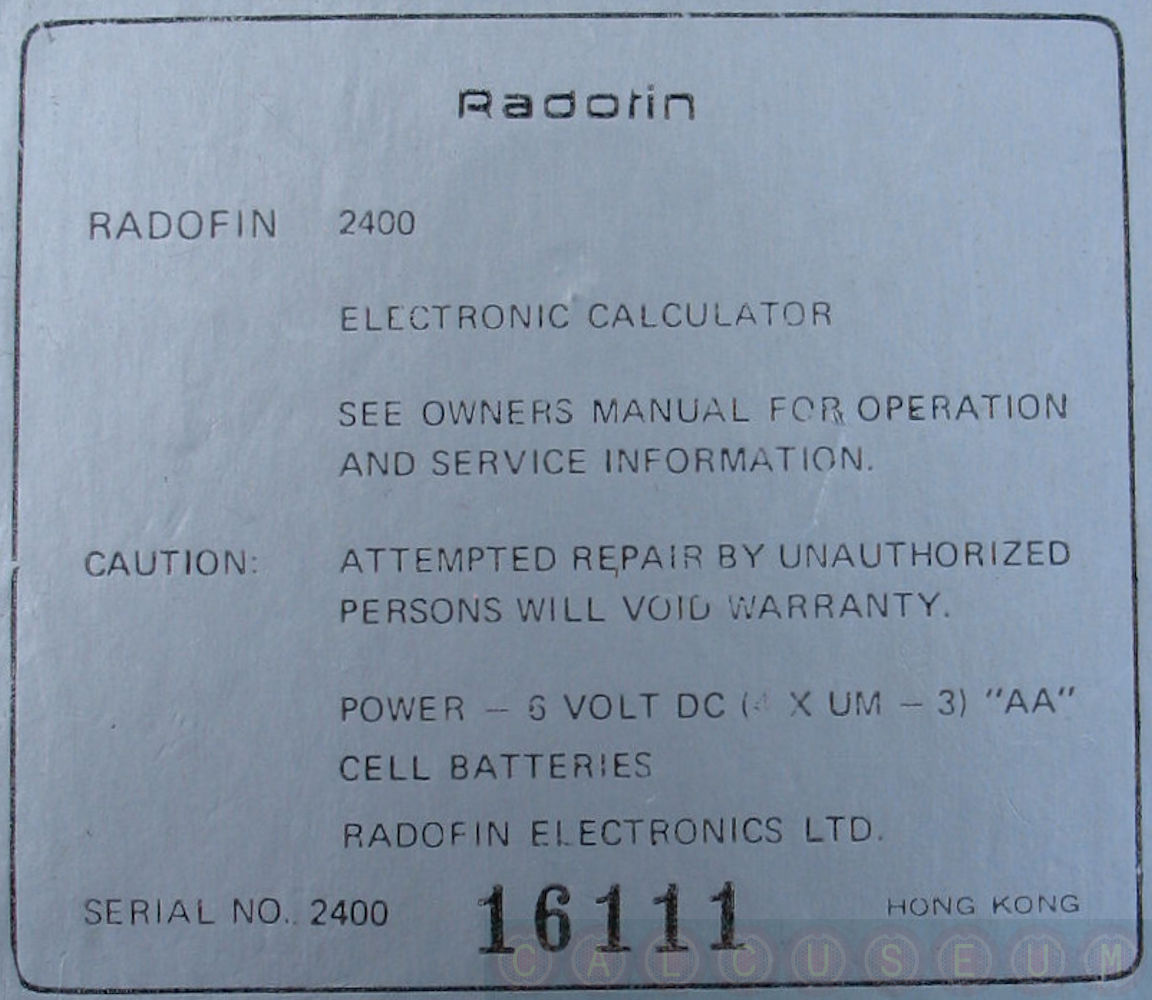 Radofin
RADOFIN 2400
ELECTRONIC CALCULATOR
SEE OWNERS MANUAL FOR OPERATION
AND SERVICE INFORMATION.
CAUTION: ATTEMPTED REPAIR BY UNAUTHORIZED
PERSONS WILL VOID WARRANTY.
POWER — 6 VOLT DC (4 X UM — 3) "AA"
CELL BATTERIES
RADOFIN ELECTRONICS LTD.
SERIAL NO. 2400 16111 HONG KONG
CALCUSEUM